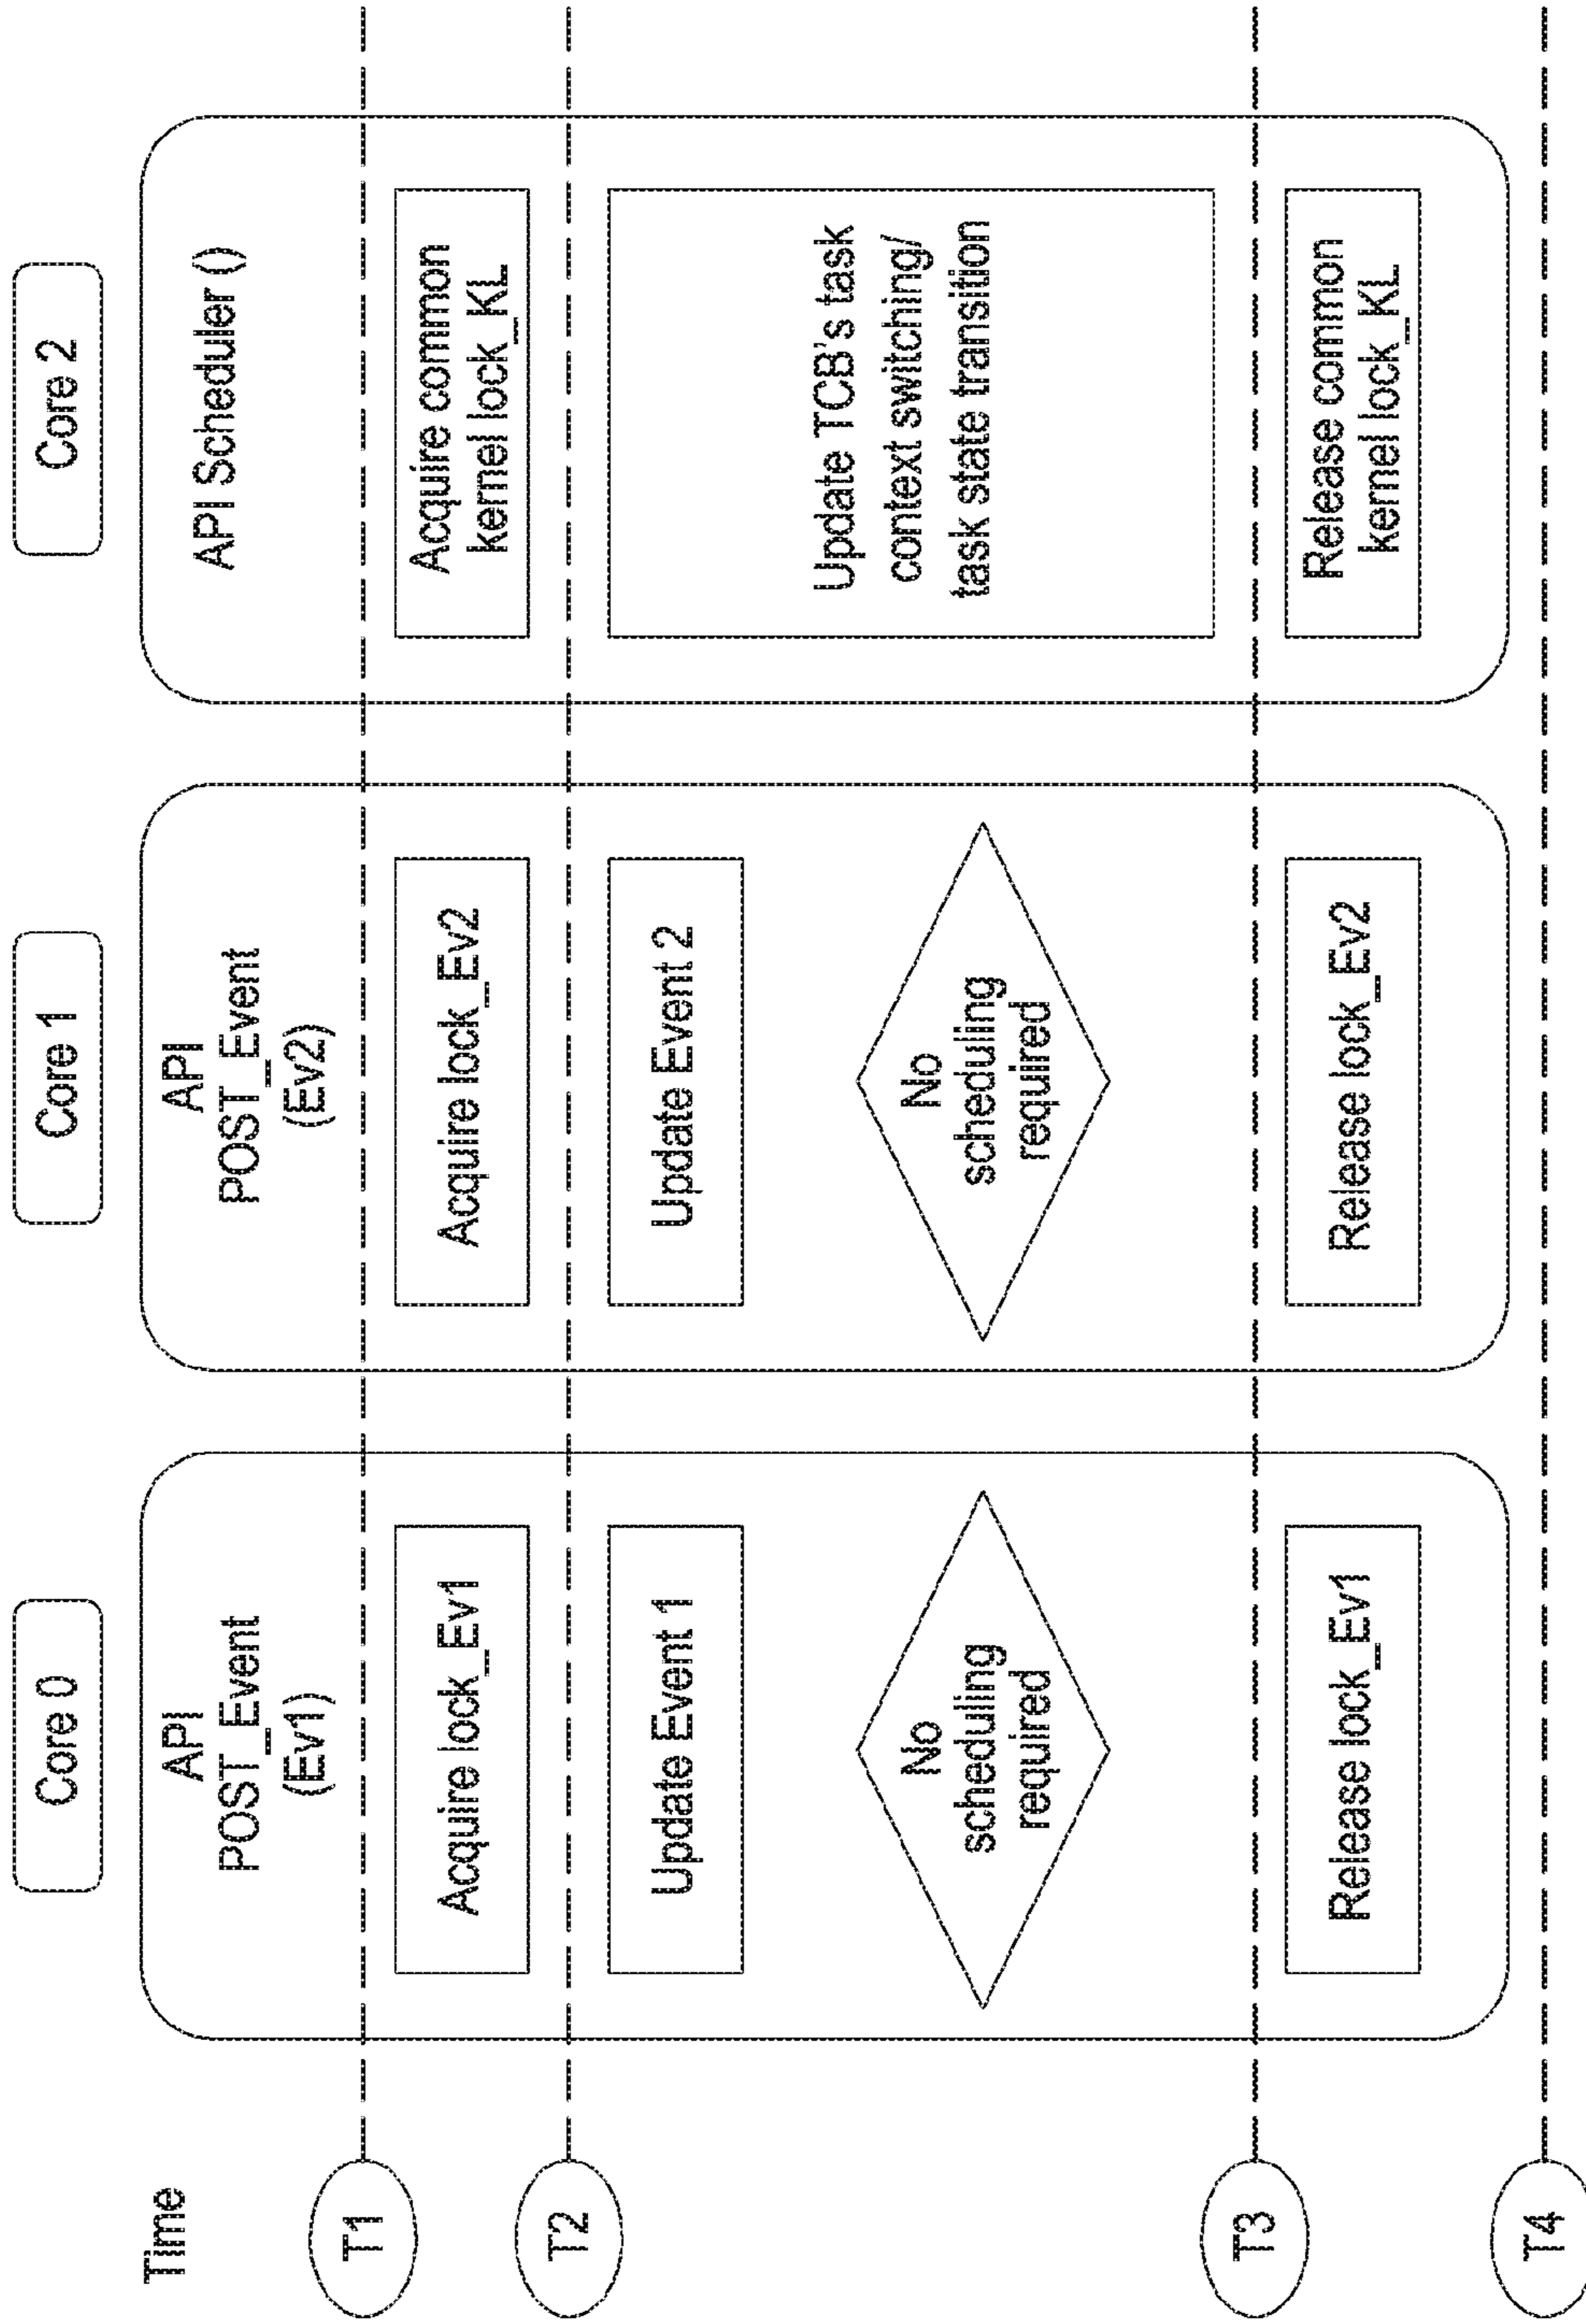 Core 0
Core 1
Core 2
Time
API
POST_Event
(Ev1)
API
POST_Event
(Ev2)
API Scheduler ()
T1
Acquire lock_Ev1
Acquire lock_Ev2
Acquire common
kernel lock_KL
T2
Update Event 1
Update Event 2
Update TCB's task
context switching/
task state transition
No
scheduling
required
No
scheduling
required
T3
Release lock_Ev1
Release lock_Ev2
Release common
kernel lock_KL
T4